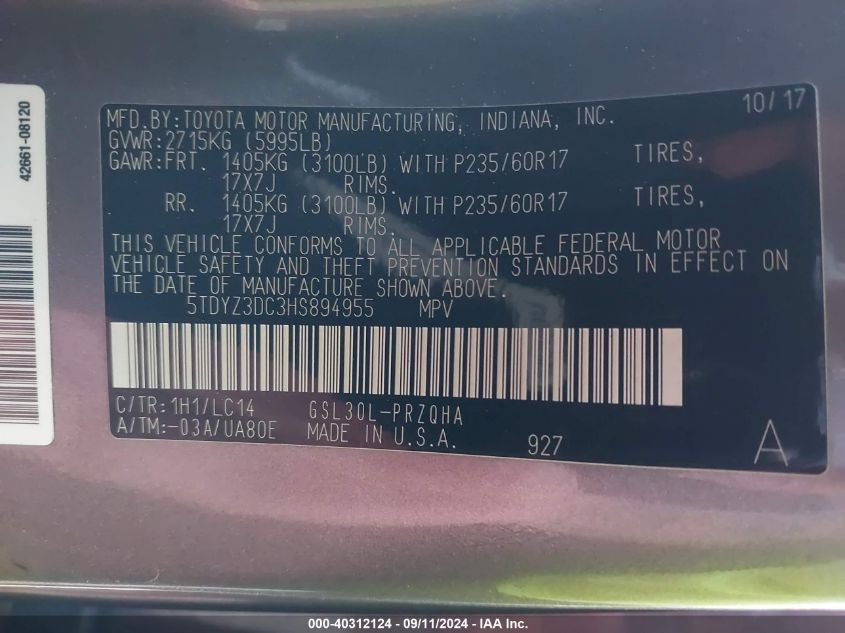 42661-08120
10/17
MFD.BY:TOYOTA MOTOR MANUFACTURING, INDIANA, INC.
GVWR:2715KG (5995LB)
GAWR:FRT. 1405KG (3100LB) WITH P235/60R17 TIRES,
17X7J RIMS.
RR. 1405KG (3100LB) WITH P235/60R17 TIRES,
17X7J RIMS.
THIS VEHICLE CONFORMS TO ALL APPLICABLE FEDERAL MOTOR
VEHICLE SAFETY AND THEFT PREVENTION STANDARDS IN EFFECT ON
THE DATE OF MANUFACTURE SHOWN ABOVE.
5TDYZ3DC3HS894955 MPV
C/TR:1H1/LC14 GSL30L-PRZQHA
A/TM:-03A/UA80E MADE IN U.S.A. 927 A
000-40312124 - 09/11/2024 - IAA Inc.